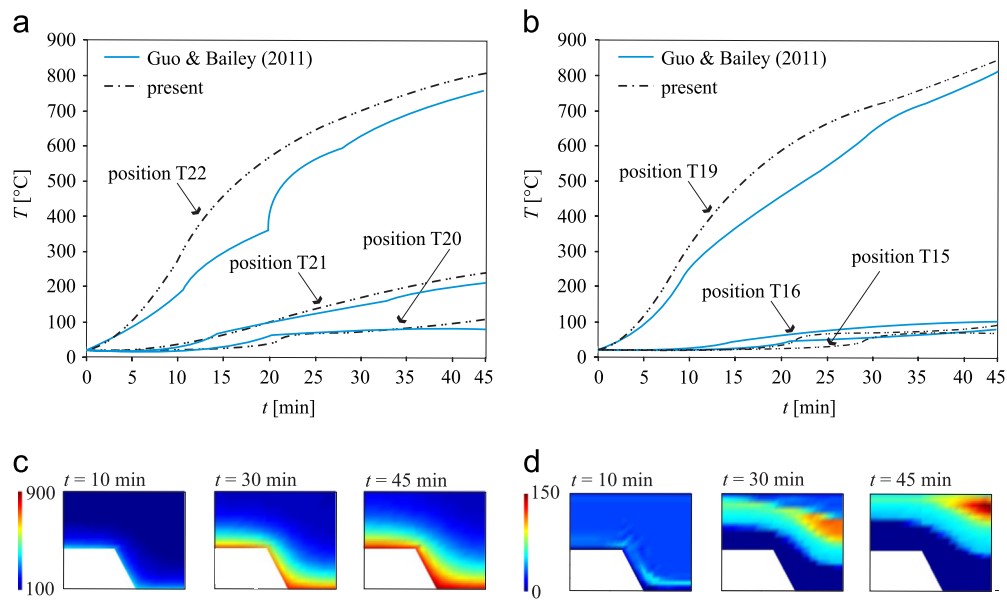 a
900
800
700
600
500
400
300
200
100
0
T [°C]
Guo & Bailey (2011)
present
position T22
position T21
position T20
0 5 10 15 20 25 30 35 40 45
t [min]
b
900
800
700
600
500
400
300
200
100
0
T [°C]
Guo & Bailey (2011)
present
position T19
position T16
position T15
0 5 10 15 20 25 30 35 40 45
t [min]
c
900
100
t = 10 min
t = 30 min
t = 45 min
d
150
0
t = 10 min
t = 30 min
t = 45 min